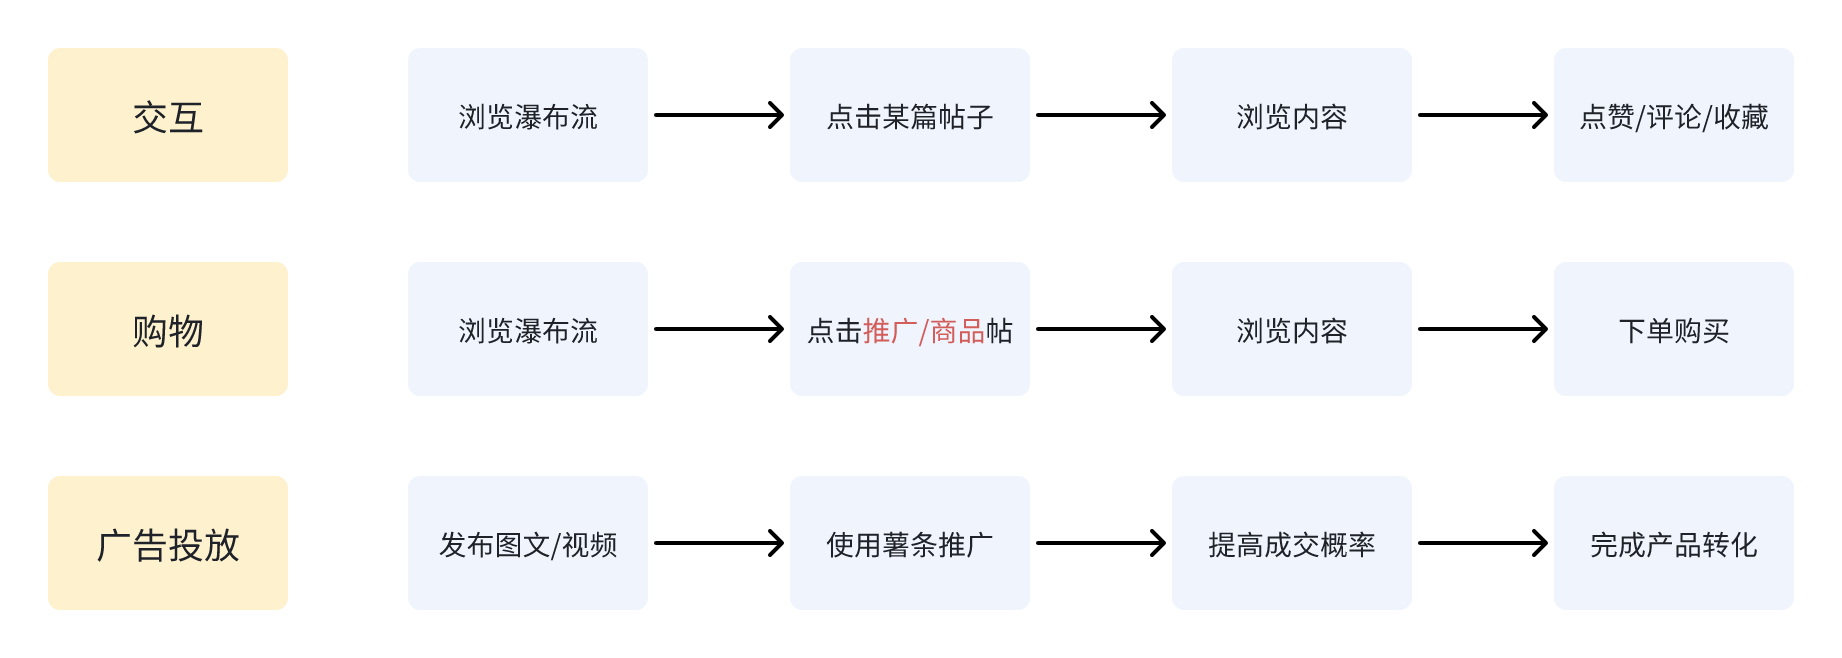 交互
浏览瀑布流
点击某篇帖子
浏览内容
点赞/评论/收藏
购物
浏览瀑布流
点击推广/商品帖
浏览内容
下单购买
广告投放
发布图文/视频
使用薯条推广
提高成交概率
完成产品转化